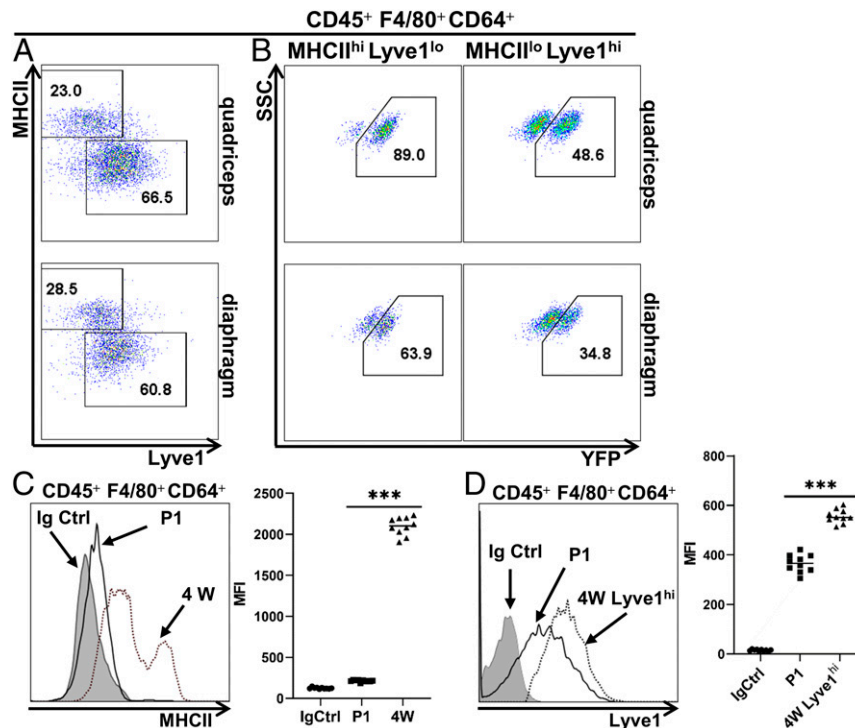 CD45+ F4/80+ CD64+
A
B
MHCIIhi Lyve1lo
MHCIIlo Lyve1hi
MHCII
SSC
23.0
66.5
quadriceps
89.0
48.6
quadriceps
28.5
60.8
diaphragm
63.9
34.8
diaphragm
Lyve1
YFP
C
CD45+ F4/80+ CD64+
Ig Ctrl
P1
4 W
MHCII
MFI
2500
2000
1500
1000
500
0
***
IgCtrl
P1
4W
D
CD45+ F4/80+ CD64+
Ig Ctrl
P1
4W Lyve1hi
Lyve1
MFI
800
600
400
200
0
***
IgCtrl
P1
4W Lyve1hi